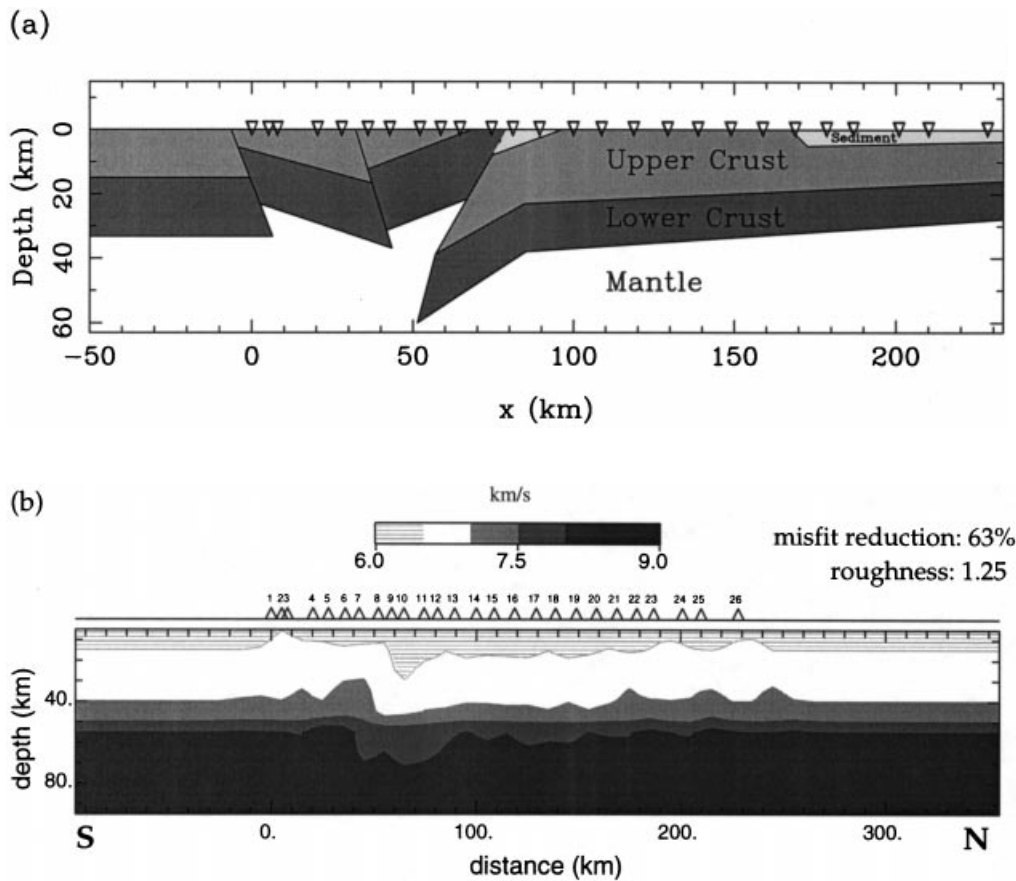 (a)
Depth (km)
0
20
40
60
Sediment
Upper Crust
Lower Crust
Mantle
−50 0 50 100 150 200
x (km)
(b)
km/s
6.0 7.5 9.0
misfit reduction: 63%
roughness: 1.25
1 23 4 5 6 7 8 9 10 11 12 13 14 15 16 17 18 19 20 21 22 23 24 25 26
depth (km)
40.
80.
S N
0. 100. 200. 300.
distance (km)